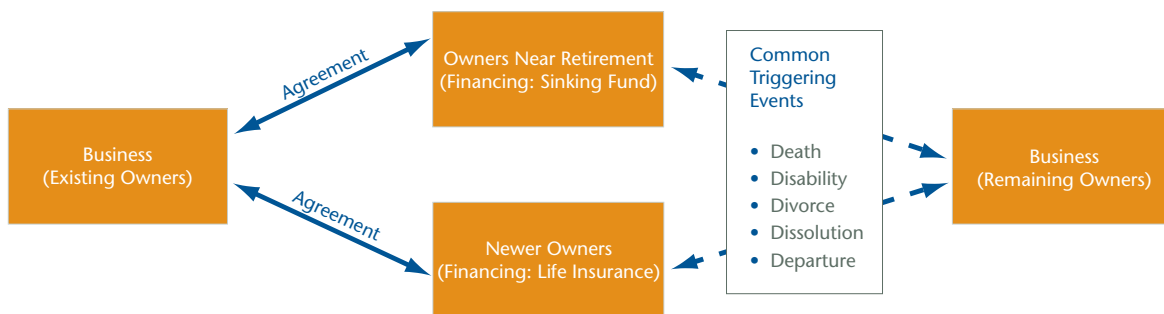 Business
(Existing Owners)
Agreement
Agreement
Owners Near Retirement
(Financing: Sinking Fund)
Newer Owners
(Financing: Life Insurance)
Common
Triggering
Events
• Death
• Disability
• Divorce
• Dissolution
• Departure
Business
(Remaining Owners)